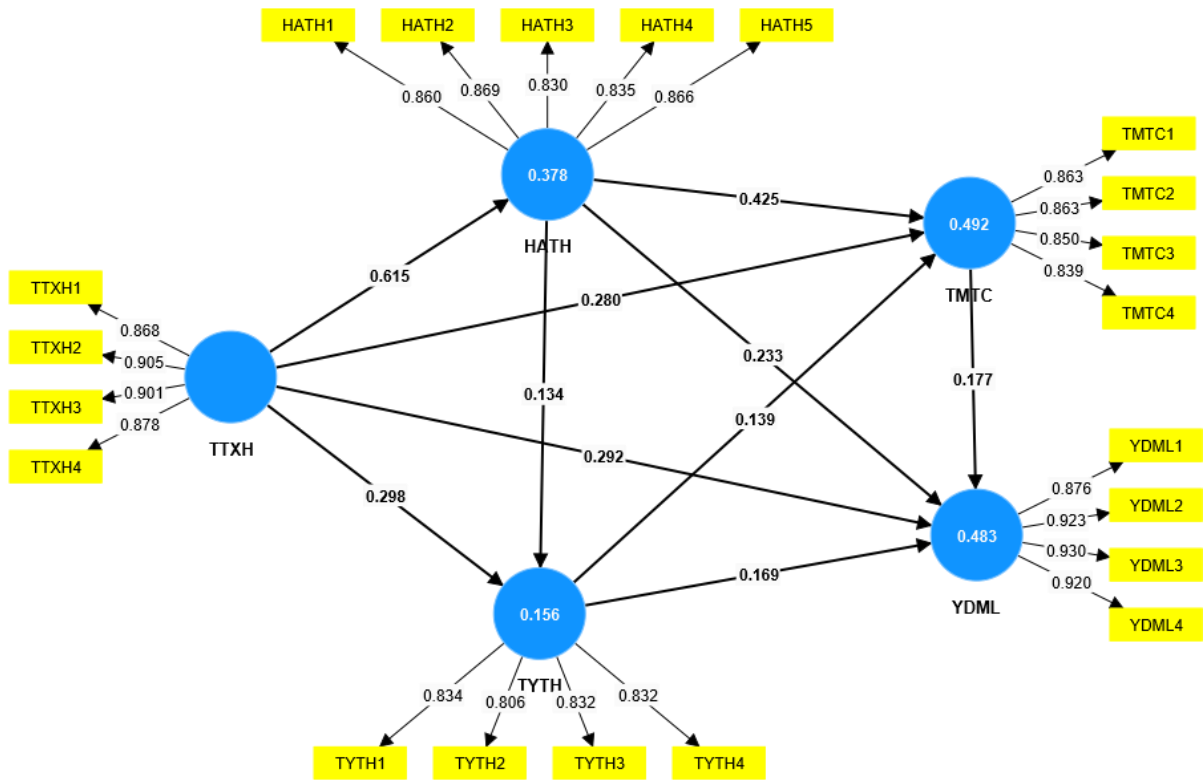 HATH1
HATH2
HATH3
HATH4
HATH5
0.860
0.869
0.830
0.835
0.866
0.378
HATH
TMTC1
TMTC2
TMTC3
TMTC4
0.863
0.863
0.850
0.839
0.492
TMTC
0.425
0.615
0.280
TTXH1
TTXH2
TTXH3
TTXH4
0.868
0.905
0.901
0.878
TTXH
0.134
0.233
0.139
0.177
0.292
0.298
0.169
YDML1
YDML2
YDML3
YDML4
0.876
0.923
0.930
0.920
0.483
YDML
0.156
TYTH
0.834
0.806
0.832
0.832
TYTH1
TYTH2
TYTH3
TYTH4